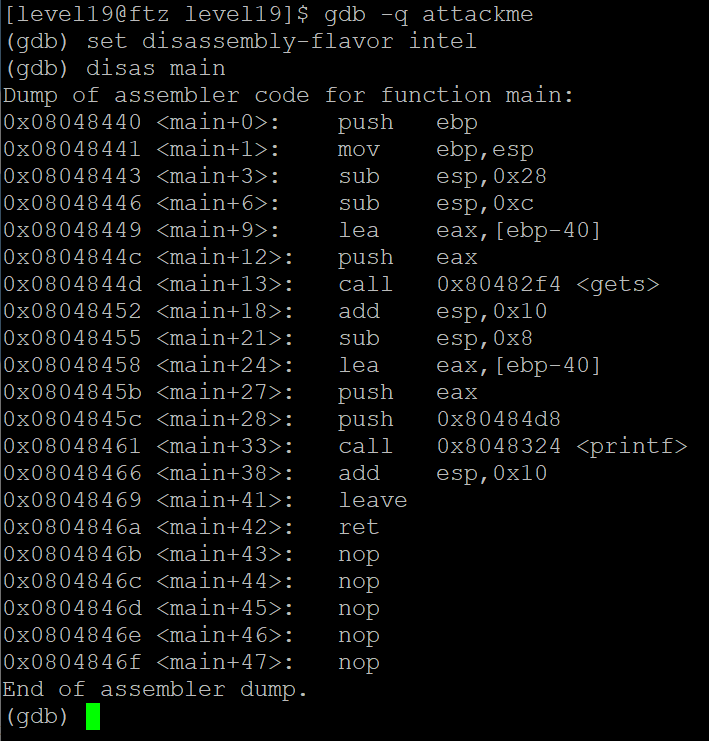 [level19@ftz level19]$ gdb -q attackme
(gdb) set disassembly-flavor intel
(gdb) disas main
Dump of assembler code for function main:
0x08048440 <main+0>:    push   ebp
0x08048441 <main+1>:    mov    ebp,esp
0x08048443 <main+3>:    sub    esp,0x28
0x08048446 <main+6>:    sub    esp,0xc
0x08048449 <main+9>:    lea    eax,[ebp-40]
0x0804844c <main+12>:   push   eax
0x0804844d <main+13>:   call   0x80482f4 <gets>
0x08048452 <main+18>:   add    esp,0x10
0x08048455 <main+21>:   sub    esp,0x8
0x08048458 <main+24>:   lea    eax,[ebp-40]
0x0804845b <main+27>:   push   eax
0x0804845c <main+28>:   push   0x80484d8
0x08048461 <main+33>:   call   0x8048324 <printf>
0x08048466 <main+38>:   add    esp,0x10
0x08048469 <main+41>:   leave
0x0804846a <main+42>:   ret
0x0804846b <main+43>:   nop
0x0804846c <main+44>:   nop
0x0804846d <main+45>:   nop
0x0804846e <main+46>:   nop
0x0804846f <main+47>:   nop
End of assembler dump.
(gdb)